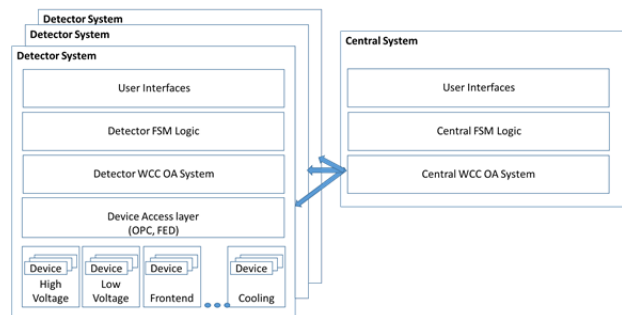 Detector System
Detector System
Detector System
User Interfaces
Detector FSM Logic
Detector WCC OA System
Device Access layer
(OPC, FED)
Device
High
Voltage
Device
Low
Voltage
Device
Frontend
Device
Cooling
Central System
User Interfaces
Central FSM Logic
Central WCC OA System